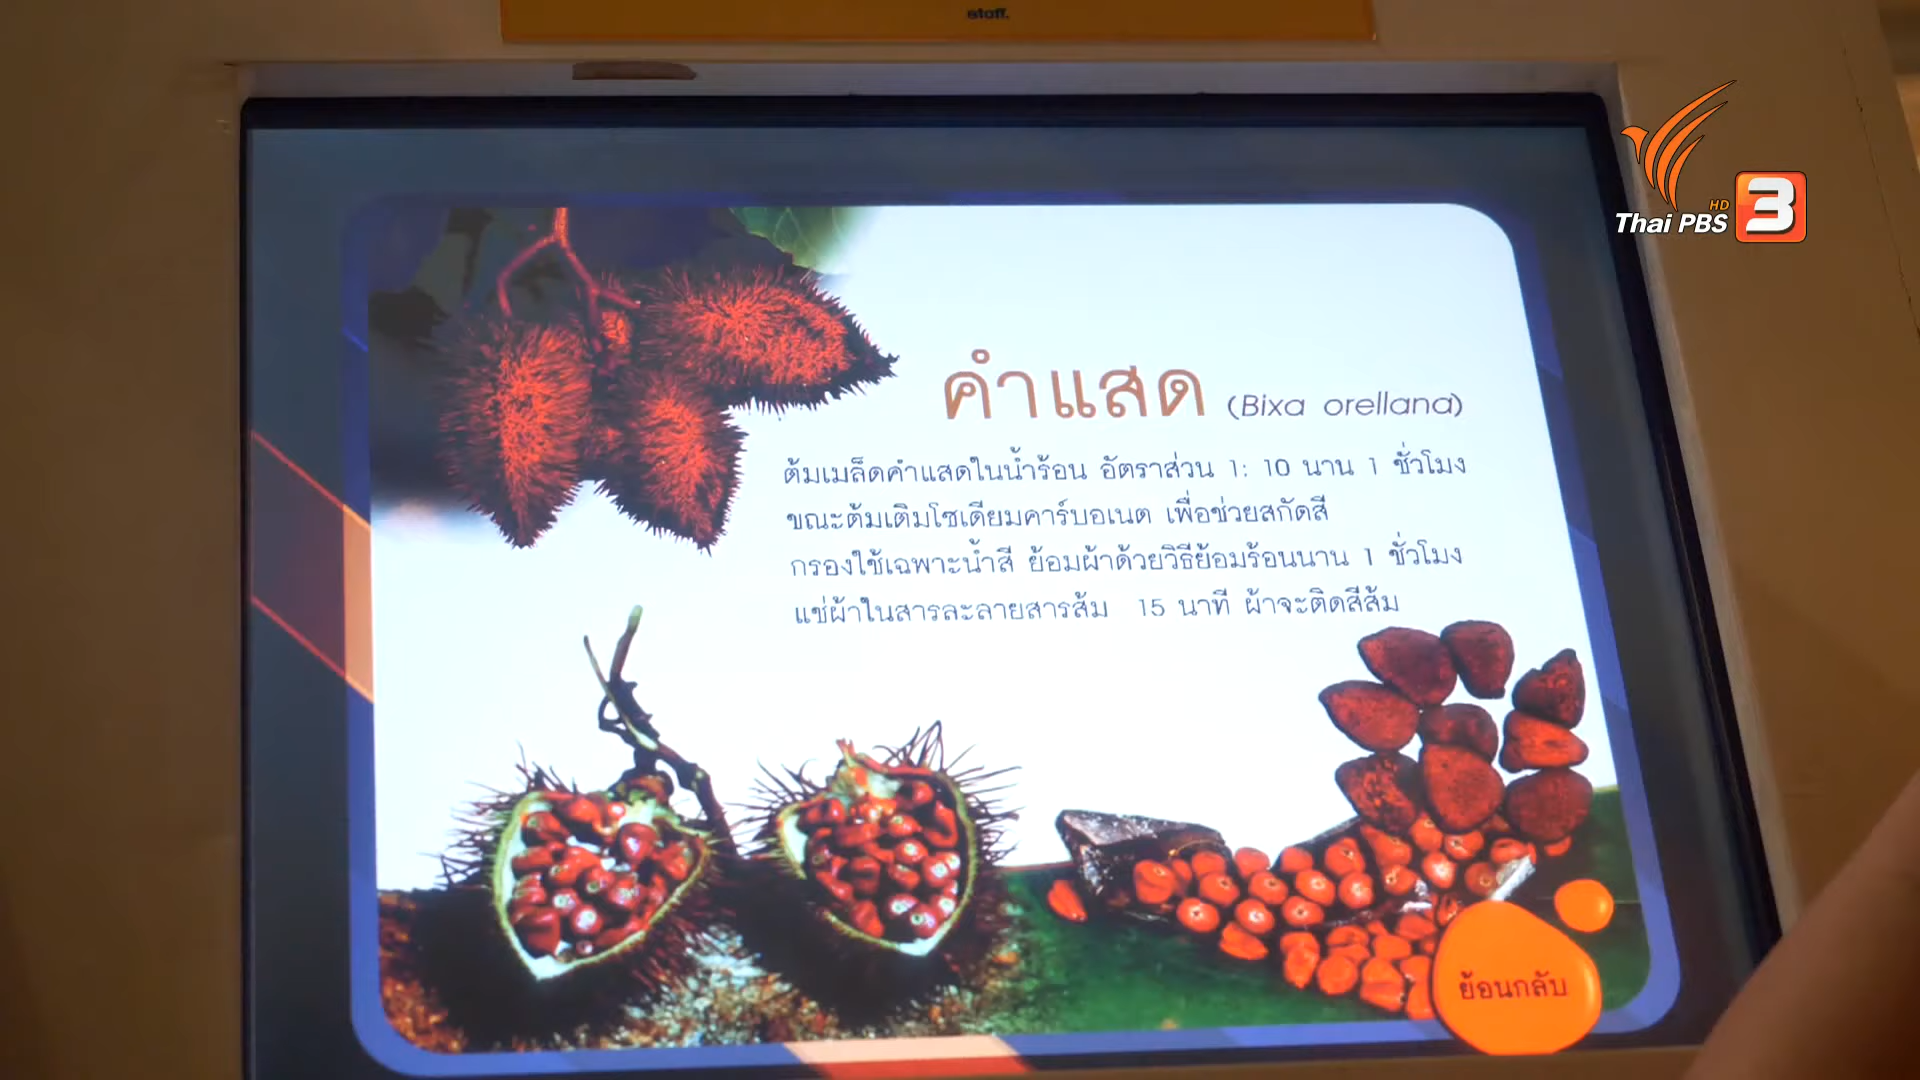 staff.
HD
Thai PBS 3
คำแสด (Bixa orellana)
ต้มเมล็ดคำแสดในน้ำร้อน อัตราส่วน 1: 10 นาน 1 ชั่วโมง
ขณะต้มเติมโซเดียมคาร์บอเนต เพื่อช่วยสกัดสี
กรองใช้เฉพาะน้ำสี ย้อมผ้าด้วยวิธีย้อมร้อนนาน 1 ชั่วโมง
แช่ผ้าในสารละลายสารส้ม 15 นาที ผ้าจะติดสีส้ม
ย้อนกลับ